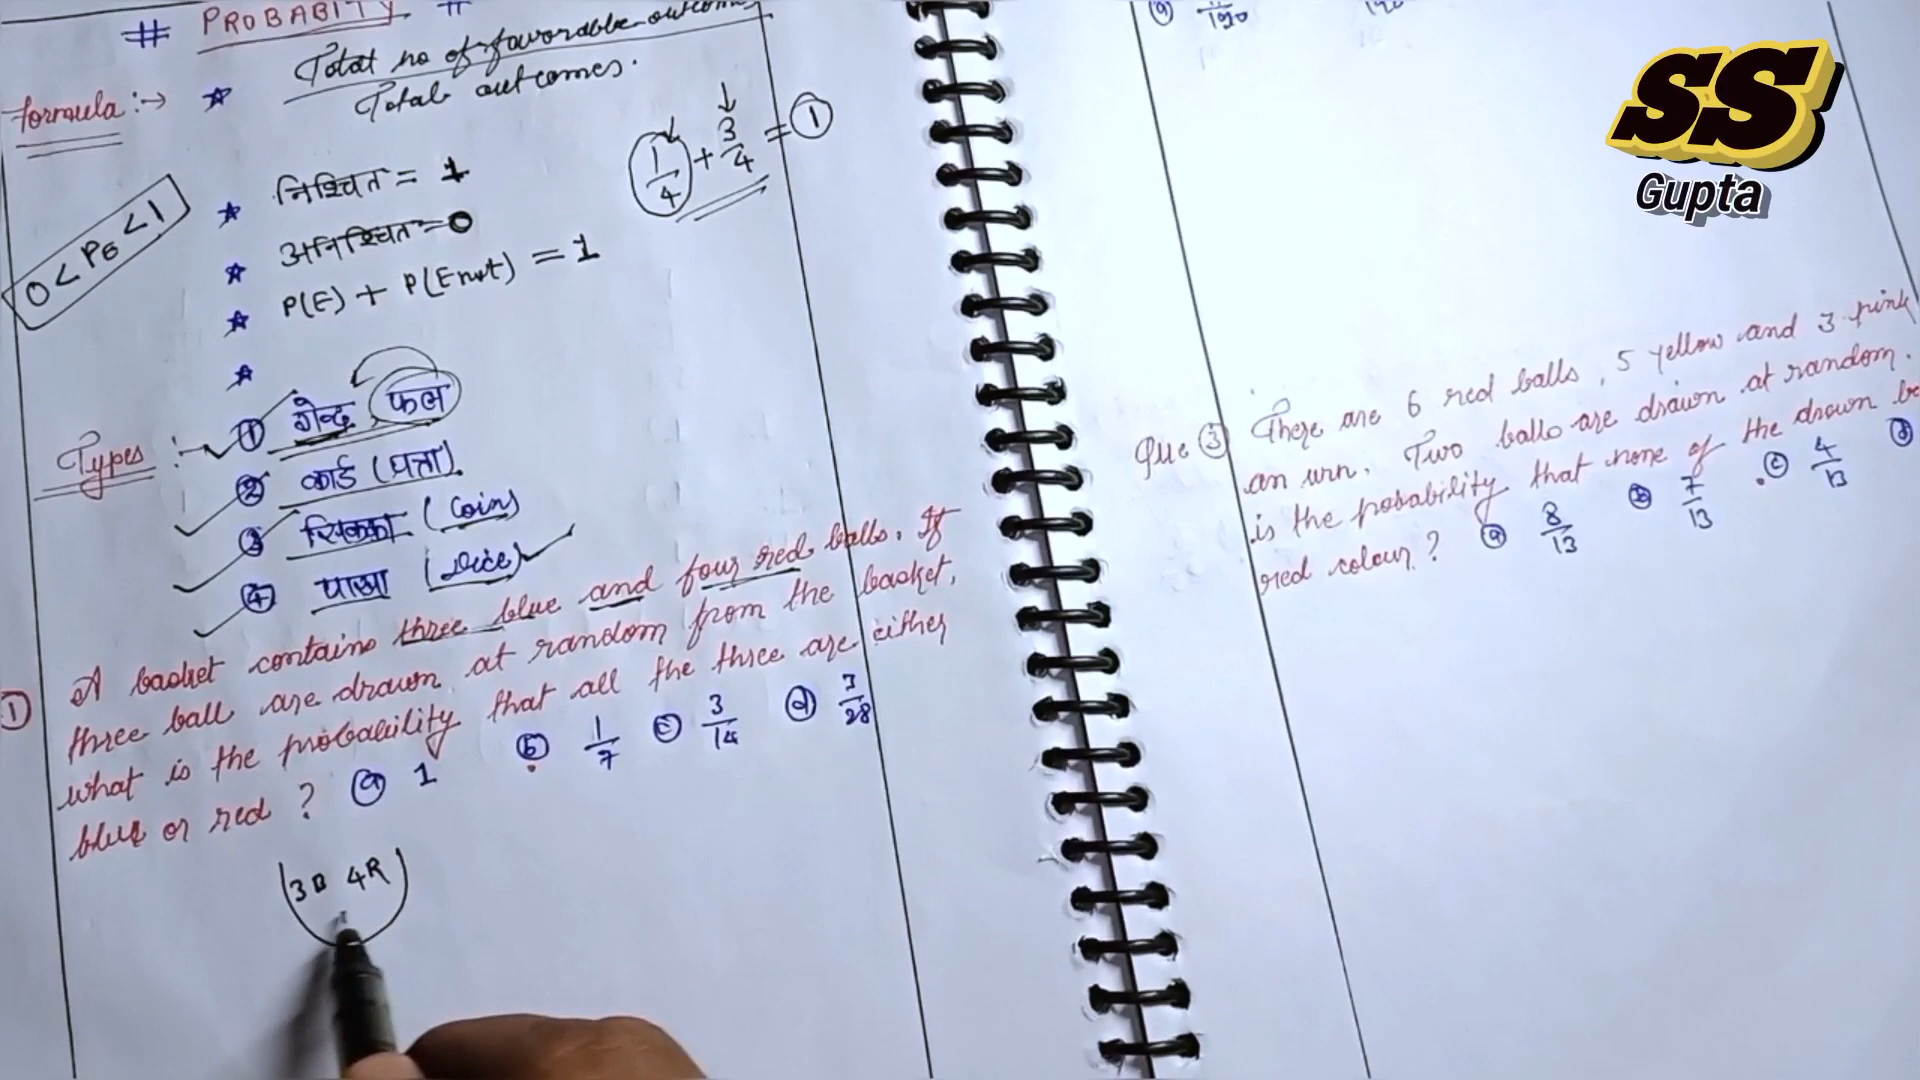 # PROBABITY #
formula :→ ☆ Total no of favorable outcom
Total outcomes.
0 < PE < 1
☆ निश्चित = 1
☆ अनिश्चित = 0
☆ P(E) + P(Enot) = 1
☆
1/4 + 3/4 = 1
Types :→ ① गेन्द फल
② कार्ड (पत्ता).
③ सिक्का (Coin)
④ पासा (Dice)
① A basket contains three blue and four red balls. If
three ball are drawn at random from the basket,
what is the probability that all the three are either
blue or red ? ⓐ 1 ⓑ 1/7 ⓒ 3/14 ⓓ 3/28
3B 4R
Que ③ There are 6 red balls, 5 yellow and 3 pink
an urn. Two balls are drawn at random.
is the posability that none of the drawn ba
red colour ? ⓐ 8/13 ⓑ 7/13 ⓒ 4/13 ⓓ
SS
Gupta